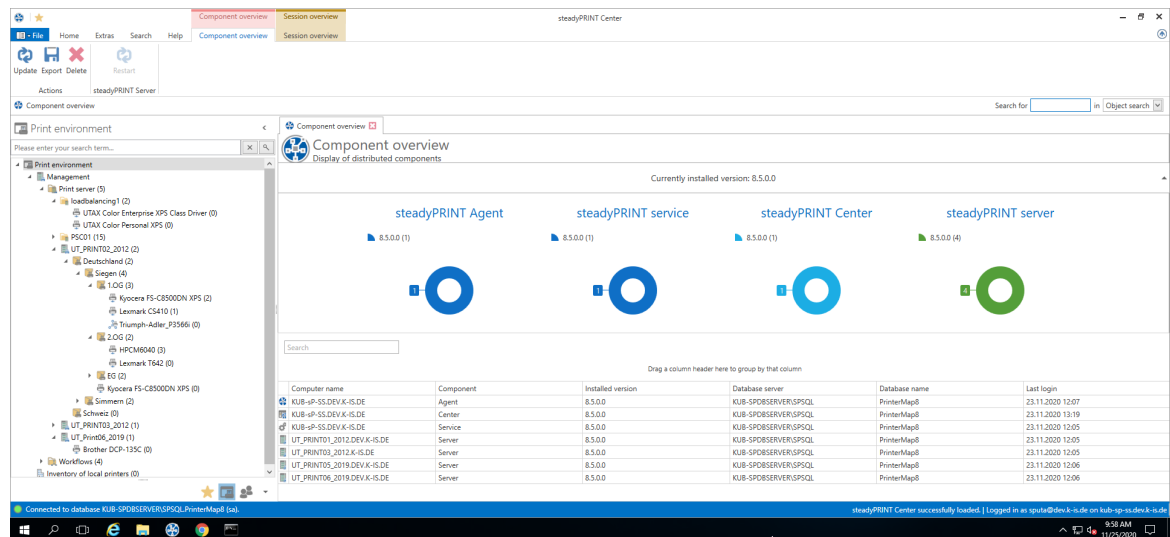 Component overview Session overview steadyPRINT Center
File Home Extras Search Help Component overview Session overview
Update Export Delete Restart
Actions steadyPRINT Server
Component overview Search for in Object search
Print environment
Component overview
Please enter your search term...
Component overview
Display of distributed components
Currently installed version: 8.5.0.0
Print environment
Management
Print server (5)
loadbalancing1 (2)
UTAX Color Enterprise XPS Class Driver (0)
UTAX Color Personal XPS (0)
PSC01 (15)
UT_PRINT02_2012 (2)
Deutschland (2)
Siegen (4)
1.OG (3)
Kyocera FS-C8500DN XPS (2)
Lexmark CS410 (1)
Triumph-Adler_P3566i (0)
2.OG (2)
HPCM6040 (3)
Lexmark T642 (0)
EG (2)
Kyocera FS-C8500DN XPS (0)
Simmern (2)
Schweiz (0)
UT_PRINT03_2012 (1)
UT_Print06_2019 (1)
Brother DCP-135C (0)
Workflows (4)
Inventory of local printers (0)
steadyPRINT Agent steadyPRINT service steadyPRINT Center steadyPRINT server
8.5.0.0 (1) 8.5.0.0 (1) 8.5.0.0 (1) 8.5.0.0 (4)
1 1 1 4
Search
Drag a column header here to group by that column
Computer name Component Installed version Database server Database name Last login
KUB-sP-SS.DEV.K-IS.DE Agent 8.5.0.0 KUB-SPDBSERVER\SPSQL PrinterMap8 23.11.2020 12:07
KUB-sP-SS.DEV.K-IS.DE Center 8.5.0.0 KUB-SPDBSERVER\SPSQL PrinterMap8 23.11.2020 13:19
KUB-sP-SS.DEV.K-IS.DE Service 8.5.0.0 KUB-SPDBSERVER\SPSQL PrinterMap8 23.11.2020 12:05
UT_PRINT01_2012.DEV.K-IS.DE Server 8.5.0.0 KUB-SPDBSERVER\SPSQL PrinterMap8 23.11.2020 12:05
UT_PRINT03_2012.K-IS.DE Server 8.5.0.0 KUB-SPDBSERVER\SPSQL PrinterMap8 23.11.2020 12:05
UT_PRINT05_2019.DEV.K-IS.DE Server 8.5.0.0 KUB-SPDBSERVER\SPSQL PrinterMap8 23.11.2020 12:06
UT_PRINT06_2019.DEV.K-IS.DE Server 8.5.0.0 KUB-SPDBSERVER\SPSQL PrinterMap8 23.11.2020 12:06
Connected to database KUB-SPDBSERVER\SPSQL.PrinterMap8 (sa). steadyPRINT Center successfully loaded. | Logged in as sputa@dev.k-is.de on kub-sp-ss.dev.k-is.de
9:58 AM
11/25/2020